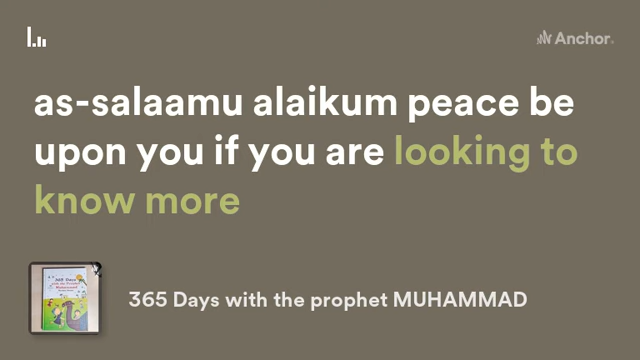 Anchor
as-salaamu alaikum peace be
upon you if you are looking to
know more
365 Days with the prophet MUHAMMAD